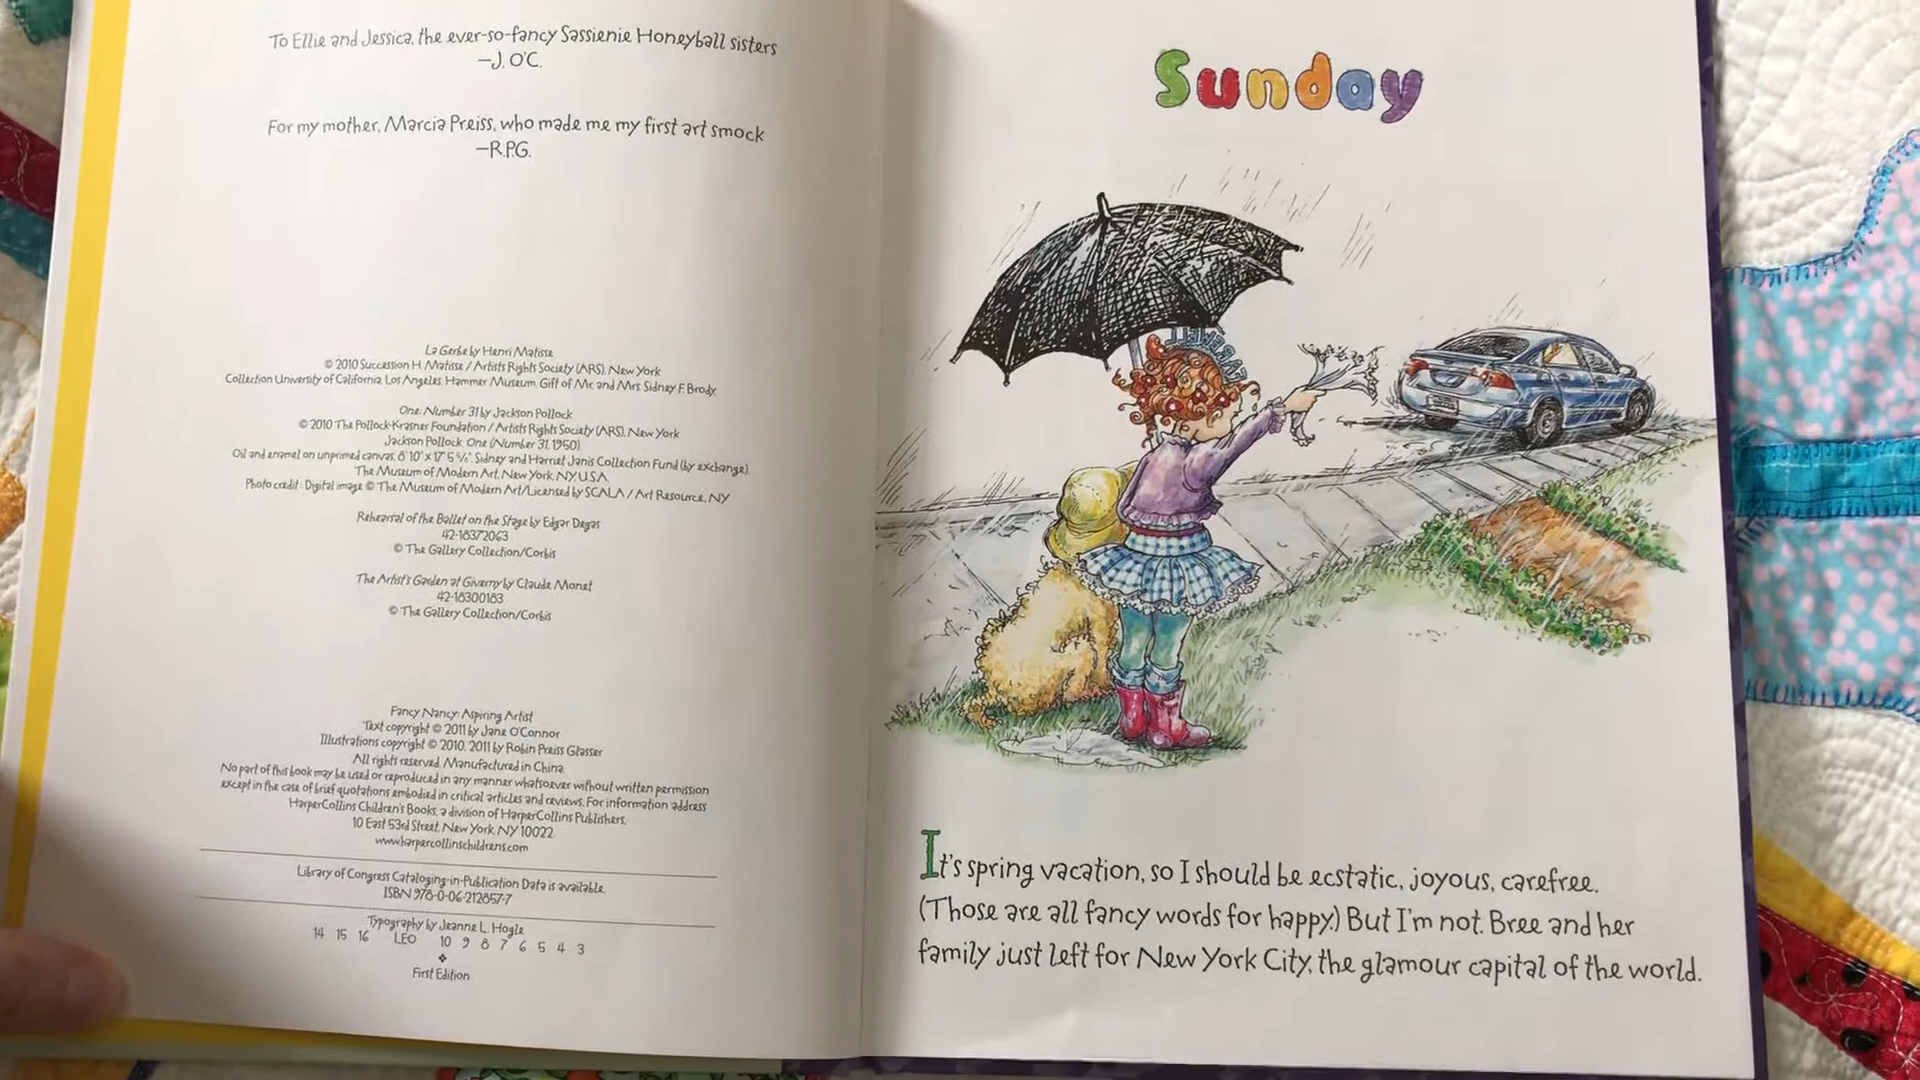 To Ellie and Jessica, the ever-so-fancy Sassienie Honeyball sisters
—J. O'C.
For my mother, Marcia Preiss, who made me my first art smock
—R.P.G.
La Gerbe by Henri Matisse
© 2010 Succession H. Matisse / Artists Rights Society (ARS), New York
Collection University of California, Los Angeles. Hammer Museum. Gift of Mr. and Mrs. Sidney F. Brody.
One: Number 31 by Jackson Pollock
© 2010 The Pollock-Krasner Foundation / Artists Rights Society (ARS), New York
Jackson Pollock. One (Number 31, 1950)
Oil and enamel on unprimed canvas, 8' 10" x 17' 5 5/8". Sidney and Harriet Janis Collection Fund (by exchange).
The Museum of Modern Art, New York, NY, U.S.A.
Photo credit: Digital image © The Museum of Modern Art/Licensed by SCALA / Art Resource, NY
Rehearsal of the Ballet on the Stage by Edgar Degas
42-18372063
© The Gallery Collection/Corbis
The Artist's Garden at Giverny by Claude Monet
42-18300183
© The Gallery Collection/Corbis
Fancy Nancy: Aspiring Artist
Text copyright © 2011 by Jane O'Connor
Illustrations copyright © 2010, 2011 by Robin Preiss Glasser
All rights reserved. Manufactured in China.
No part of this book may be used or reproduced in any manner whatsoever without written permission
except in the case of brief quotations embodied in critical articles and reviews. For information address
HarperCollins Children's Books, a division of HarperCollins Publishers,
10 East 53rd Street, New York, NY 10022.
www.harpercollinschildrens.com
Library of Congress Cataloging-in-Publication Data is available.
ISBN 978-0-06-212857-7
Typography by Jeanne L. Hogle
14 15 16 LEO 10 9 8 7 6 5 4 3
❖
First Edition
Sunday
FAREWELL
It's spring vacation, so I should be ecstatic, joyous, carefree.
(Those are all fancy words for happy.) But I'm not. Bree and her
family just left for New York City, the glamour capital of the world.